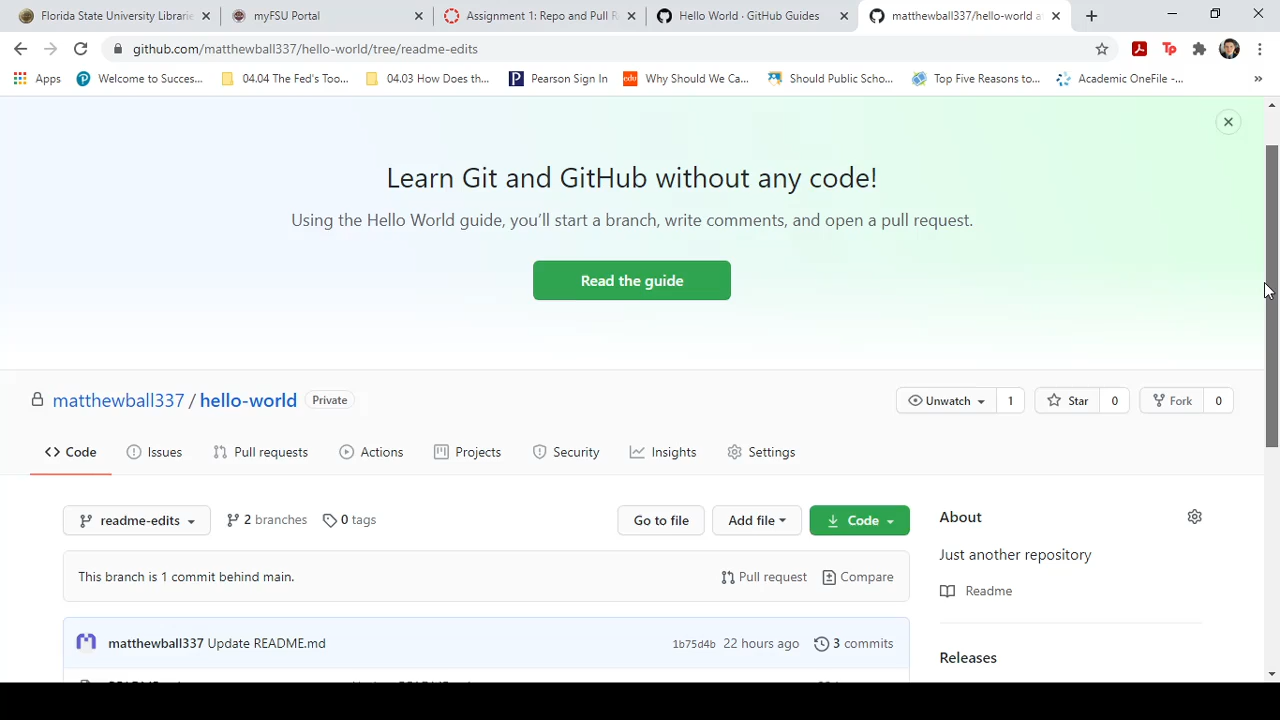 Florida State University Librarie
myFSU Portal
Assignment 1: Repo and Pull R
Hello World · GitHub Guides
matthewball337/hello-world a
github.com/matthewball337/hello-world/tree/readme-edits
Apps
Welcome to Succes...
04.04 The Fed's Too...
04.03 How Does th...
Pearson Sign In
Why Should We Ca...
Should Public Scho...
Top Five Reasons to...
Academic OneFile -...
Learn Git and GitHub without any code!
Using the Hello World guide, you'll start a branch, write comments, and open a pull request.
Read the guide
matthewball337 / hello-world Private
Unwatch 1
Star 0
Fork 0
Code
Issues
Pull requests
Actions
Projects
Security
Insights
Settings
readme-edits
2 branches
0 tags
Go to file
Add file
Code
This branch is 1 commit behind main.
Pull request
Compare
matthewball337 Update README.md
1b75d4b 22 hours ago
3 commits
About
Just another repository
Readme
Releases